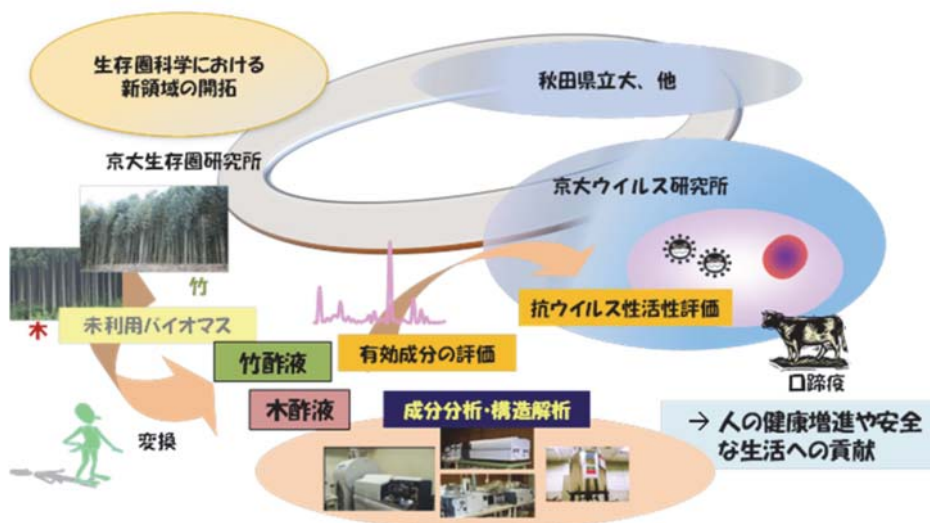 生存圏科学における
新領域の開拓
秋田県立大、他
京大生存圏研究所
京大ウイルス研究所
竹
木
未利用バイオマス
抗ウイルス性活性評価
竹酢液
有効成分の評価
口蹄疫
木酢液
成分分析・構造解析
変換
→ 人の健康増進や安全
な生活への貢献